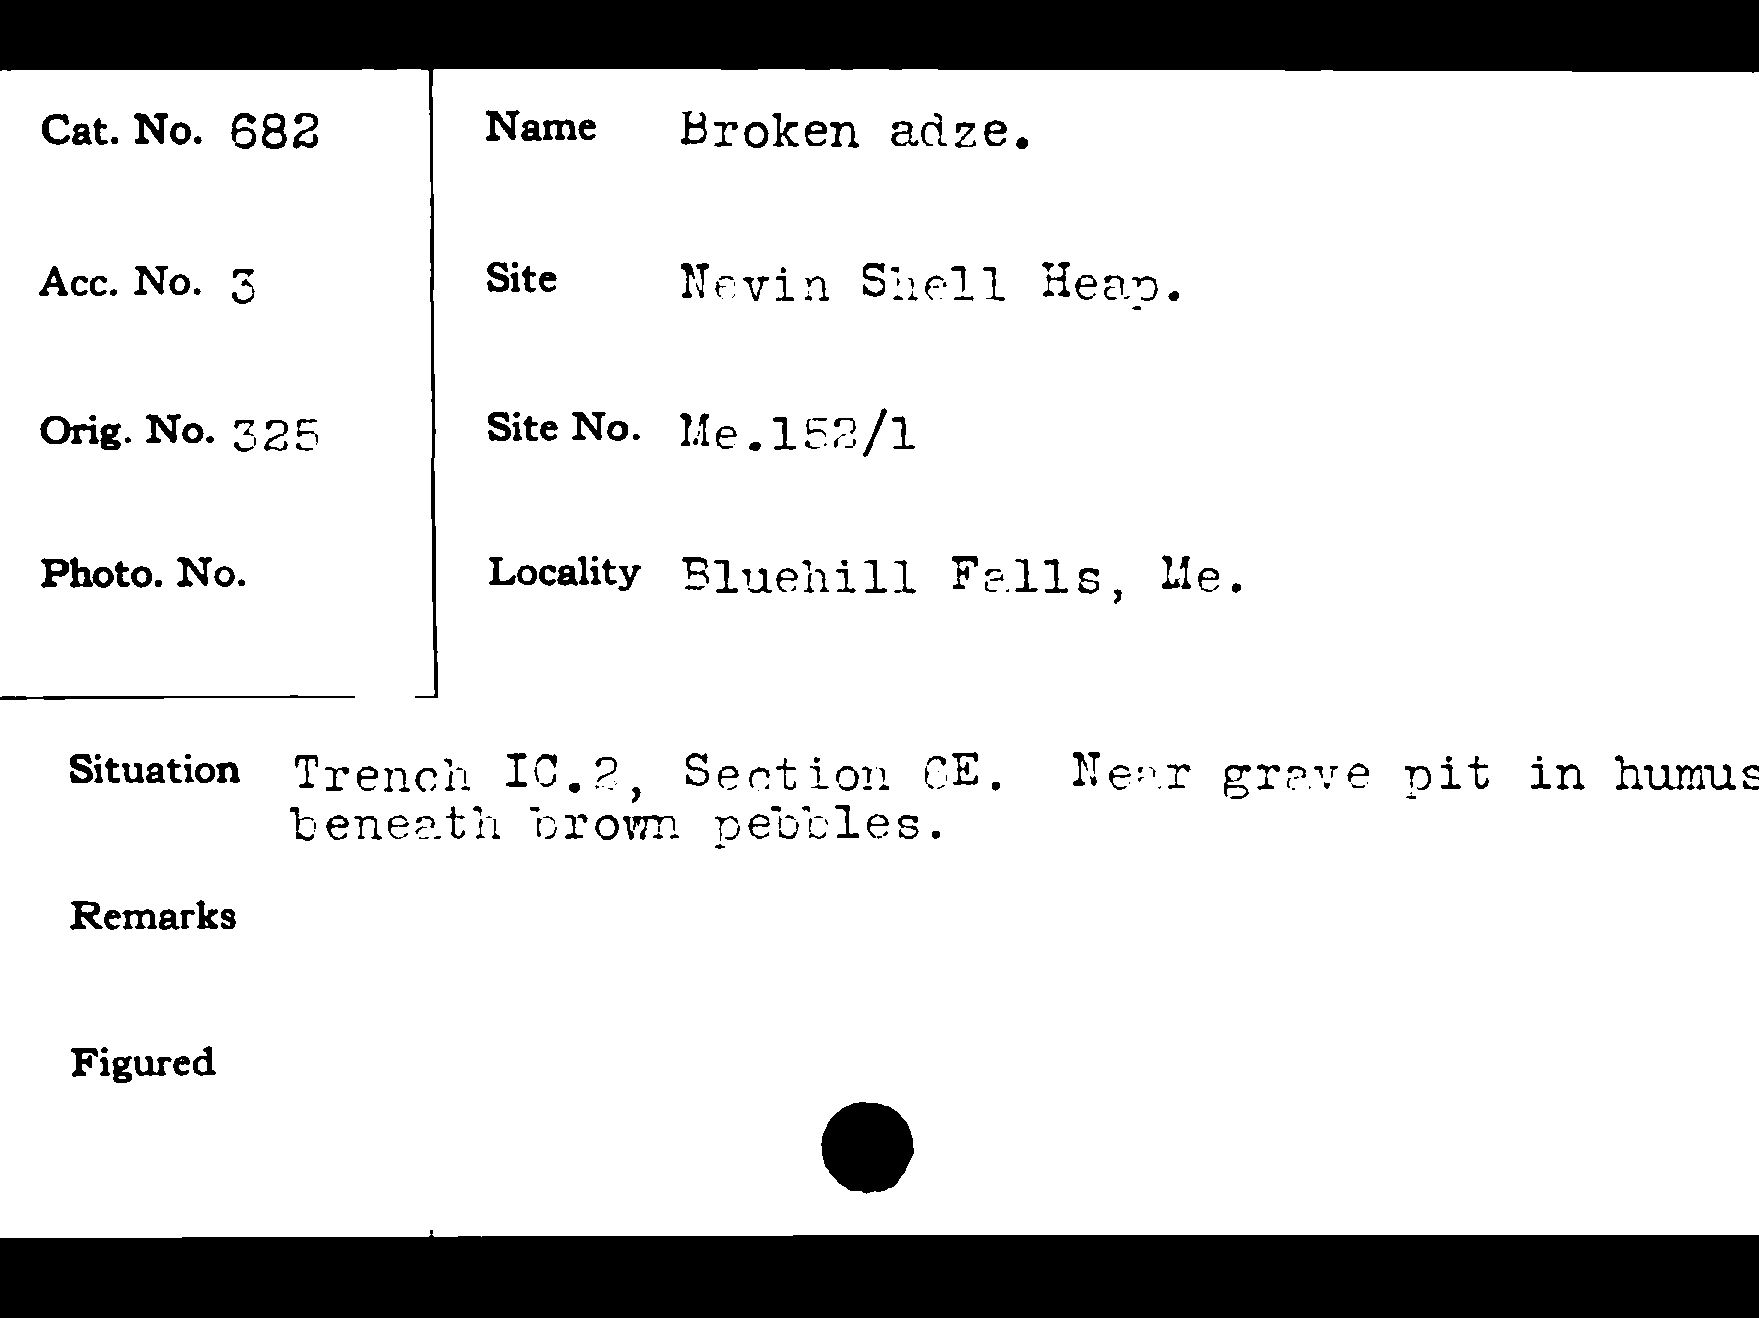 Cat. No. 682
Name Broken adze.
Acc. No. 3
Site Nevin Shell Heap.
Orig. No. 325
Site No. Me.152/1
Photo. No.
Locality Bluehill Falls, Me.
Situation Trench IC.2, Section CE. Near grave pit in humus
beneath brown pebbles.
Remarks
Figured